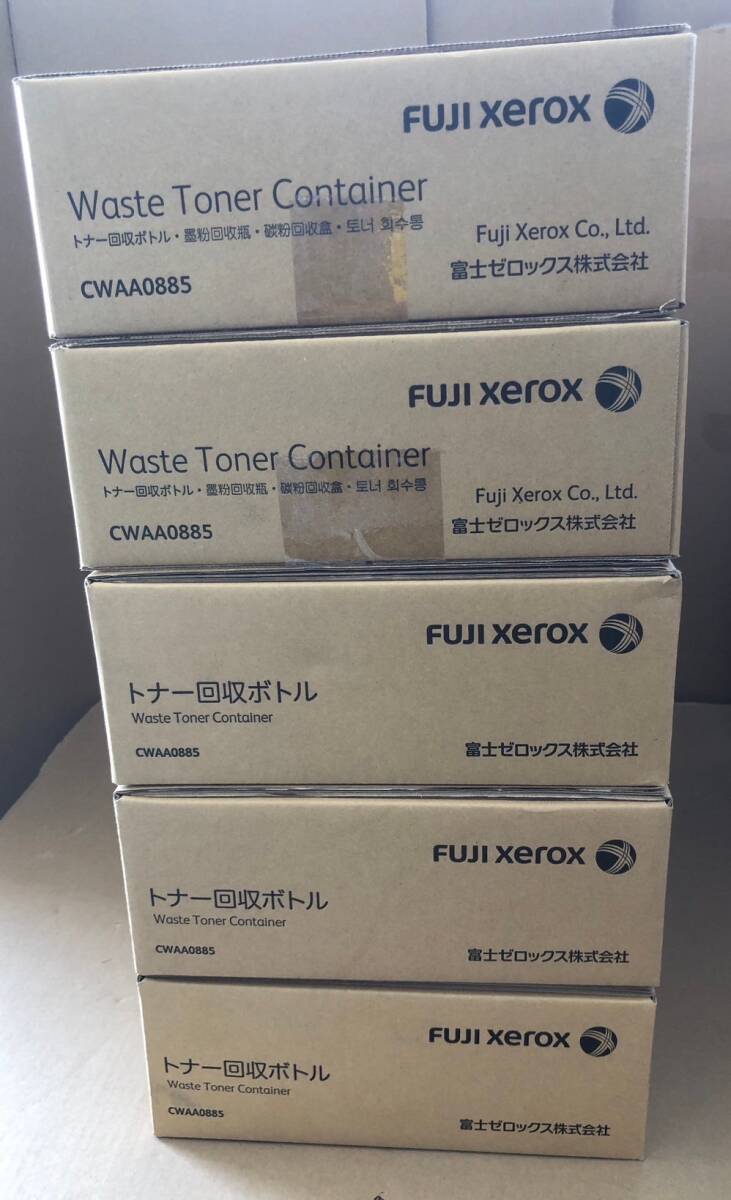 FUJI xerox
Waste Toner Container
トナー回収ボトル・墨粉回收瓶・碳粉回收盒・토너 회수통
Fuji Xerox Co., Ltd.
CWAA0885
富士ゼロックス株式会社
FUJI xerox
Waste Toner Container
トナー回収ボトル・墨粉回收瓶・碳粉回收盒・토너 회수통
Fuji Xerox Co., Ltd.
CWAA0885
富士ゼロックス株式会社
FUJI xerox
トナー回収ボトル
Waste Toner Container
CWAA0885
富士ゼロックス株式会社
FUJI xerox
トナー回収ボトル
Waste Toner Container
CWAA0885
富士ゼロックス株式会社
FUJI xerox
トナー回収ボトル
Waste Toner Container
CWAA0885
富士ゼロックス株式会社